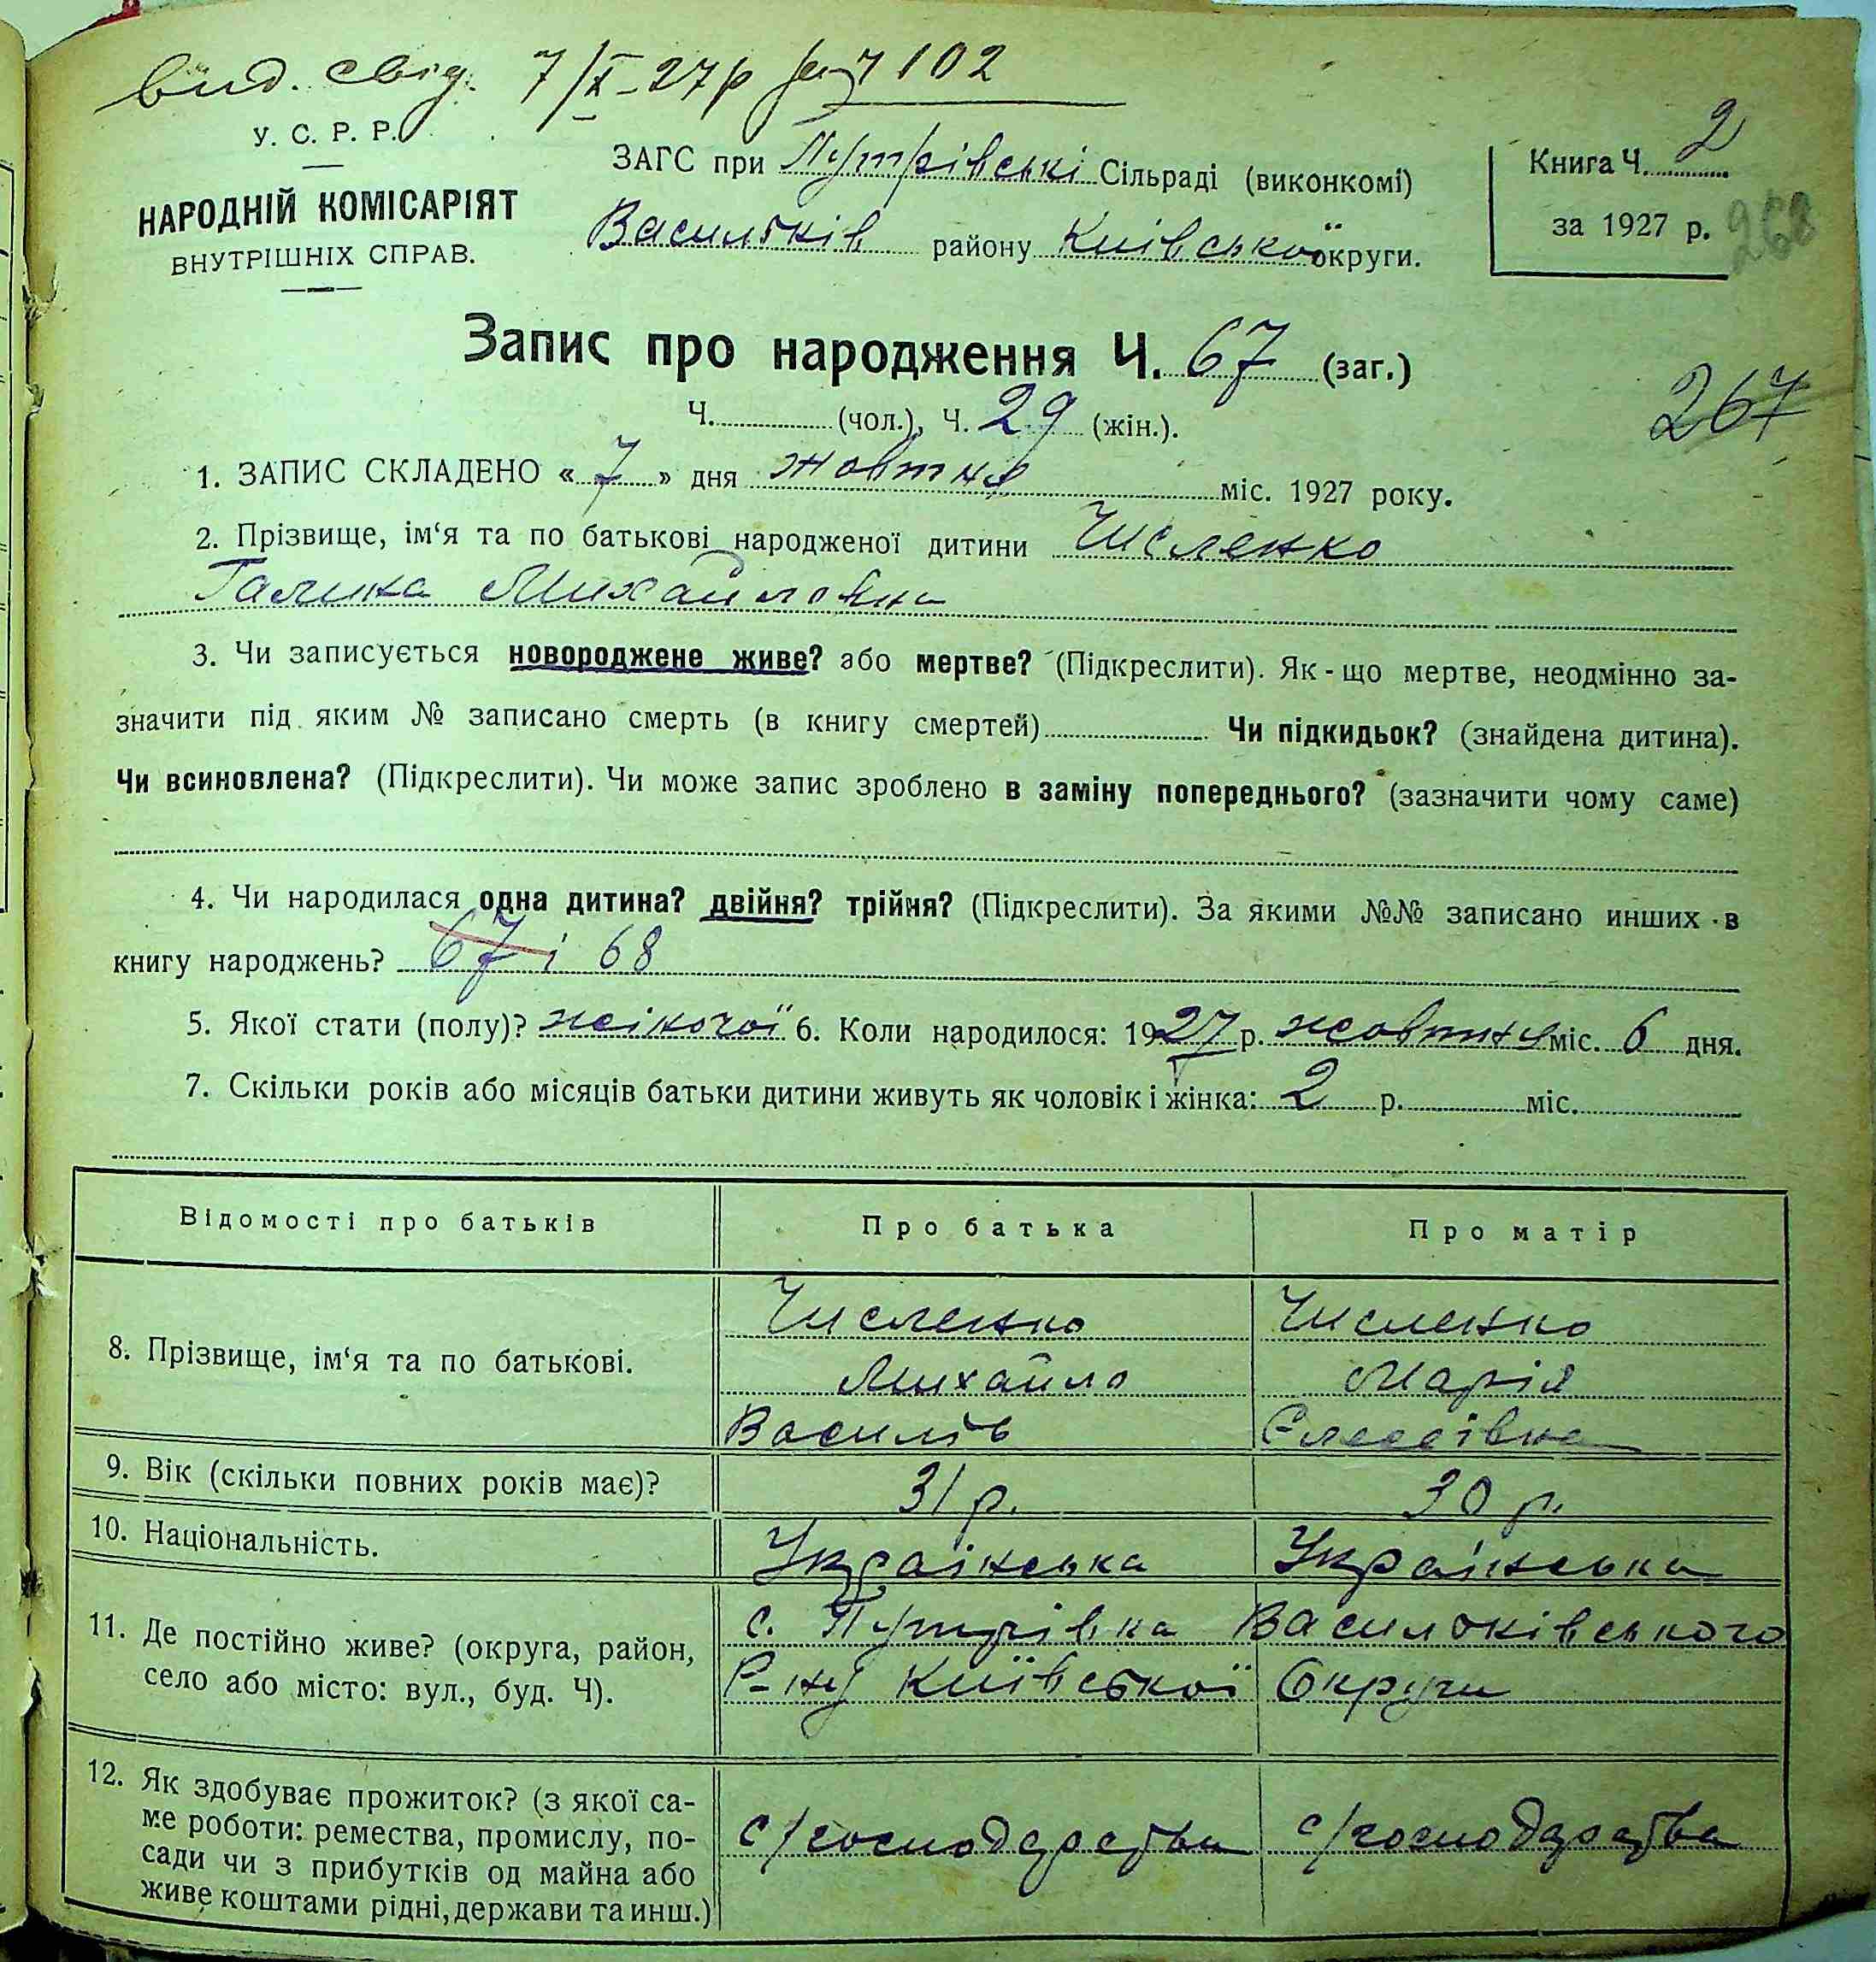 вид. свід. 7/X-27р 102
У. С. Р. Р.
НАРОДНІЙ КОМІСАРІЯТ
ВНУТРІШНІХ СПРАВ.
ЗАГС при Путрівські Сільраді (виконкомі)
Васильків району Київської округи.
Книга Ч. 2
за 1927 р.
268
Запис про народження Ч. 67 (заг.)
267
Ч. (чол.), Ч. 29 (жін.).
1. ЗАПИС СКЛАДЕНО « 7 » дня жовтня міс. 1927 року.
2. Прізвище, ім‘я та по батькові народженої дитини Численко
Галина Михайловна
3. Чи записується новороджене живе? або мертве? (Підкреслити). Як-що мертве, неодмінно за-
значити під яким № записано смерть (в книгу смертей) Чи підкидьок? (знайдена дитина).
Чи всиновлена? (Підкреслити). Чи може запис зроблено в заміну попереднього? (зазначити чому саме)
4. Чи народилася одна дитина? двійня? трійня? (Підкреслити). За якими №№ записано инших в
книгу народжень? 67 і 68
5. Якої стати (полу)? жіночої 6. Коли народилося: 1927 р. жовтня міс. 6 дня.
7. Скільки років або місяців батьки дитини живуть як чоловік і жінка: 2 р. міс.
Відомості про батьків Про батька Про матір
8. Прізвище, ім‘я та по батькові.
Численко Численко
Михайло Марія
Василів Єлесеївна
9. Вік (скільки повних років має)? 31 р. 30 р.
10. Національність. Українська Українська
11. Де постійно живе? (округа, район,
село або місто: вул., буд. Ч).
с. Путрівка Васильківського
Р-ну Київської Округи
12. Як здобуває прожиток? (з якої са-
ме роботи: ремества, промислу, по-
сади чи з прибутків од майна або
живе коштами рідні, держави та инш.)
с/господарства с/господарства